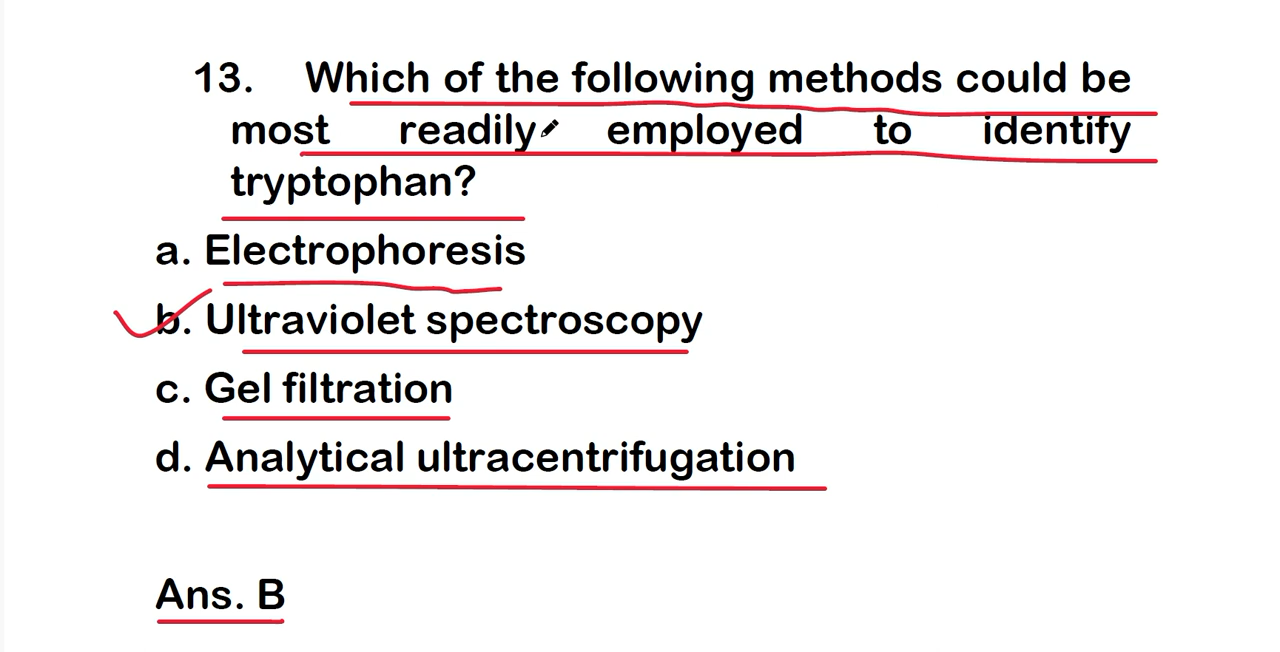 13. Which of the following methods could be
most readily employed to identify
tryptophan?
a. Electrophoresis
b. Ultraviolet spectroscopy
c. Gel filtration
d. Analytical ultracentrifugation
Ans. B